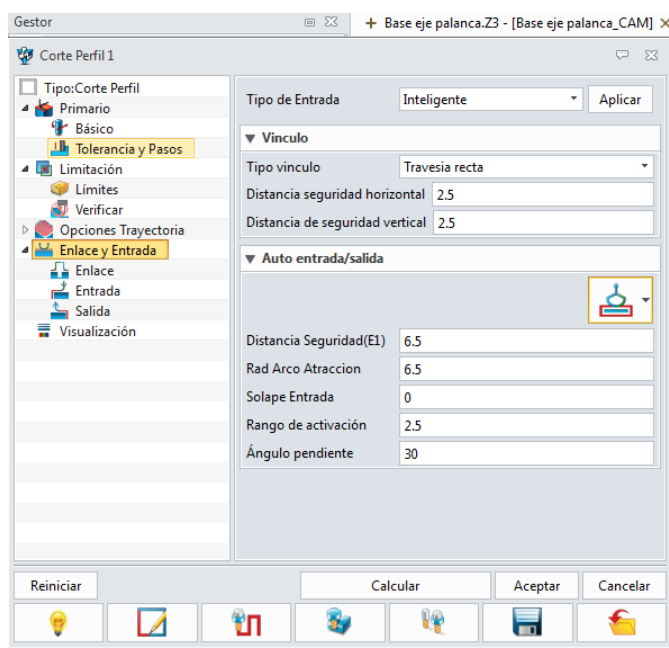 Gestor
Base eje palanca.Z3 - [Base eje palanca_CAM]
Corte Perfil 1
Tipo:Corte Perfil
Primario
Básico
Tolerancia y Pasos
Limitación
Límites
Verificar
Opciones Trayectoria
Enlace y Entrada
Enlace
Entrada
Salida
Visualización
Tipo de Entrada Inteligente Aplicar
Vinculo
Tipo vinculo Travesia recta
Distancia seguridad horizontal 2.5
Distancia de seguridad vertical 2.5
Auto entrada/salida
Distancia Seguridad(E1) 6.5
Rad Arco Atraccion 6.5
Solape Entrada 0
Rango de activación 2.5
Ángulo pendiente 30
Reiniciar Calcular Aceptar Cancelar